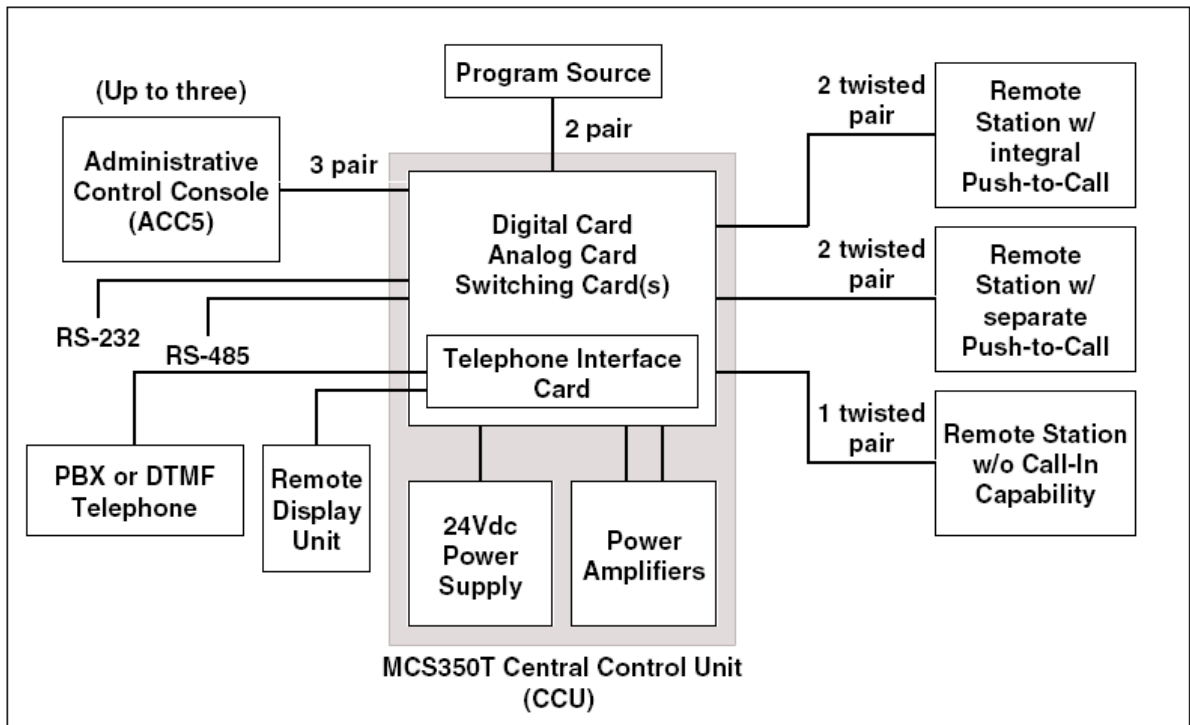 Program Source
(Up to three)
2 pair
Administrative
Control Console
(ACC5)
3 pair
Digital Card
Analog Card
Switching Card(s)
2 twisted
pair
Remote
Station w/
integral
Push-to-Call
2 twisted
pair
Remote
Station w/
separate
Push-to-Call
RS-232
RS-485
Telephone Interface
Card
1 twisted
pair
Remote Station
w/o Call-In
Capability
PBX or DTMF
Telephone
Remote
Display
Unit
24Vdc
Power
Supply
Power
Amplifiers
MCS350T Central Control Unit
(CCU)